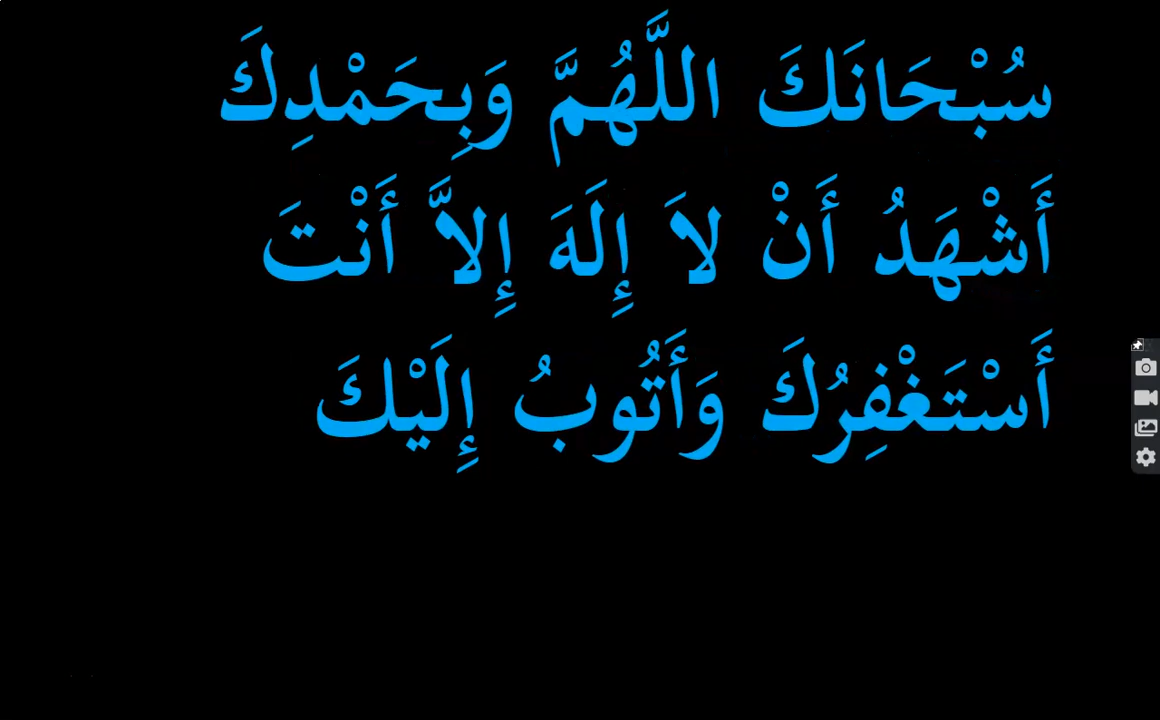 سُبْحَانَكَ اللَّهُمَّ وَبِحَمْدِكَ
أَشْهَدُ أَنْ لاَ إِلَهَ إِلاَّ أَنْتَ
أَسْتَغْفِرُكَ وَأَتُوبُ إِلَيْكَ